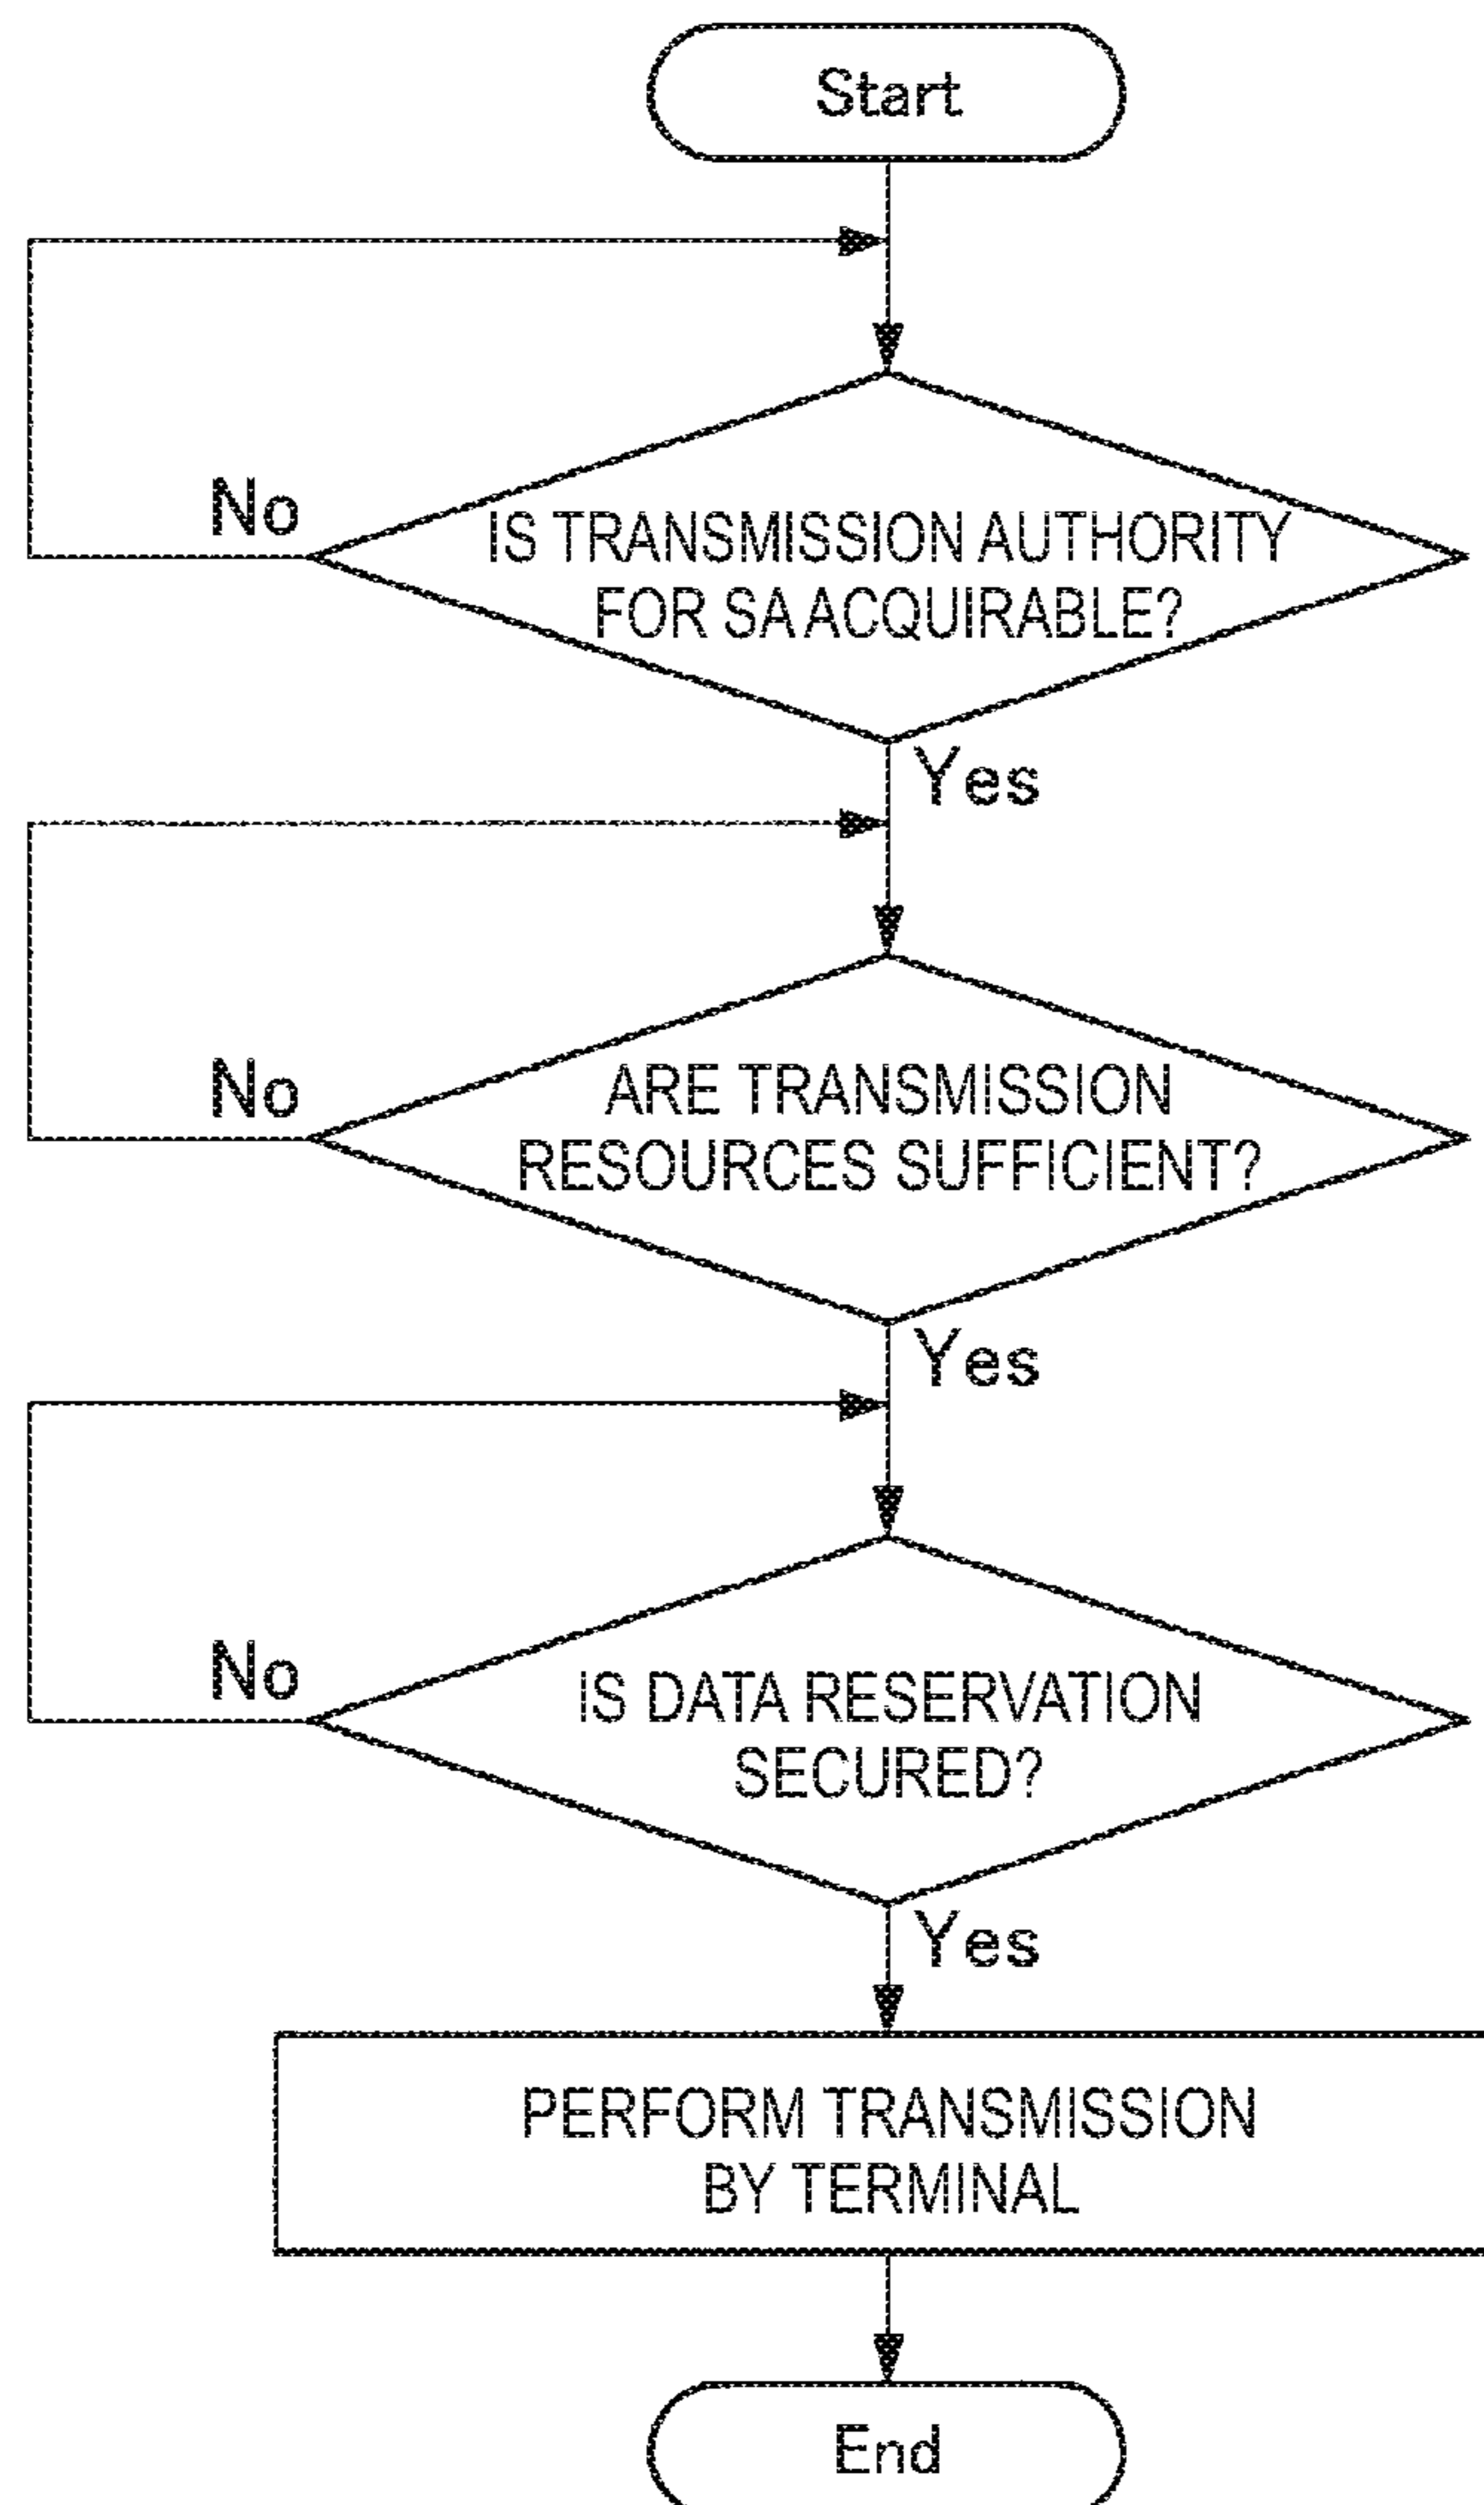 Start
No
IS TRANSMISSION AUTHORITY
FOR SA ACQUIRABLE?
Yes
No
ARE TRANSMISSION
RESOURCES SUFFICIENT?
Yes
No
IS DATA RESERVATION
SECURED?
Yes
PERFORM TRANSMISSION
BY TERMINAL
End